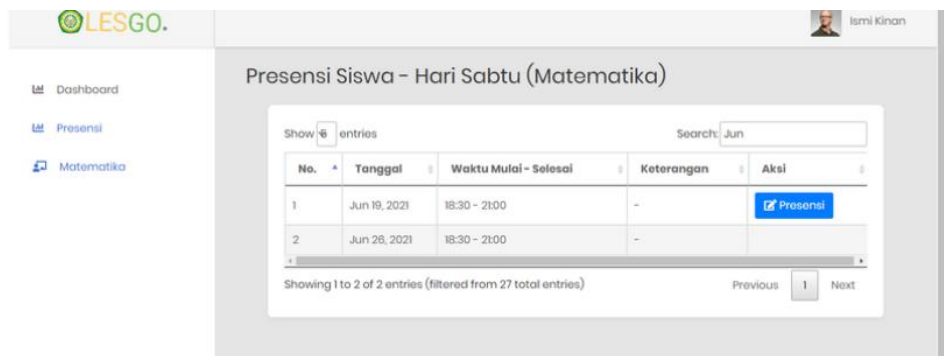 OLESGO.
Ismi Kinan
Presensi Siswa - Hari Sabtu (Matematika)
Dashboard
Presensi
Matematika
Show 6 entries
Search: Jun
No. Tanggal Waktu Mulai - Selesai Keterangan Aksi
1 Jun 19, 2021 18:30 - 21:00 - Presensi
2 Jun 26, 2021 18:30 - 21:00 -
Showing 1 to 2 of 2 entries (filtered from 27 total entries)
Previous 1 Next